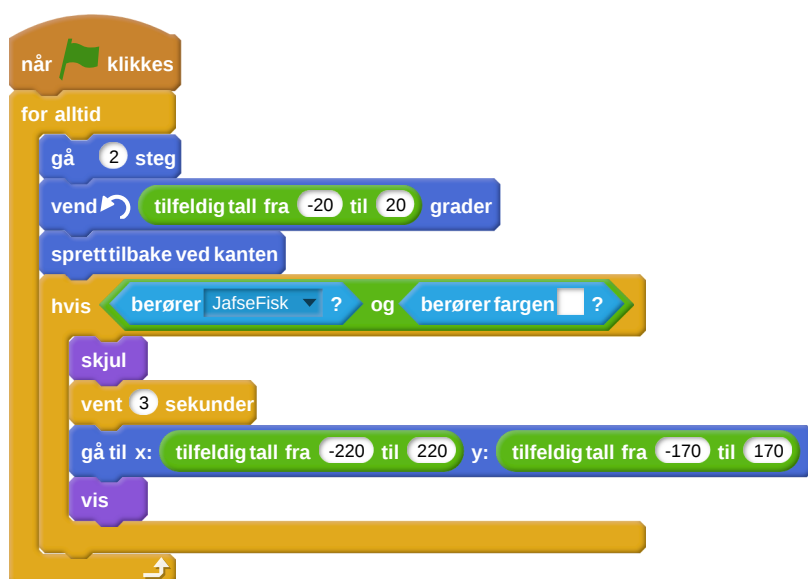 når klikkes
for alltid
gå 2 steg
vend tilfeldig tall fra -20 til 20 grader
sprett tilbake ved kanten
hvis berører JafseFisk ? og berører fargen ?
skjul
vent 3 sekunder
gå til x: tilfeldig tall fra -220 til 220 y: tilfeldig tall fra -170 til 170
vis